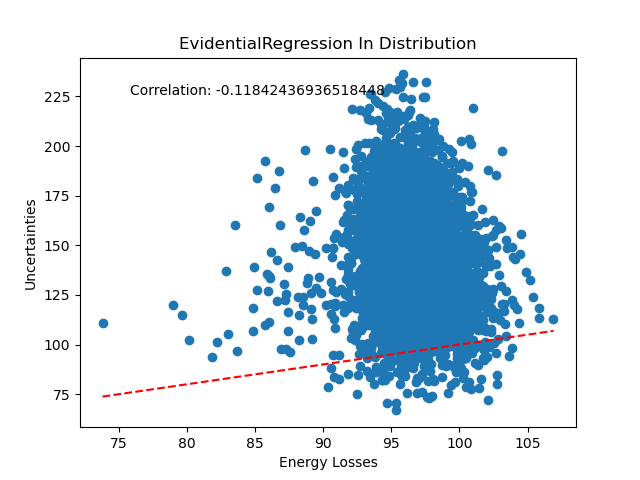 EvidentialRegression In Distribution
Correlation: -0.11842436936518448
225
200
175
150
125
100
75
Uncertainties
75 80 85 90 95 100 105
Energy Losses